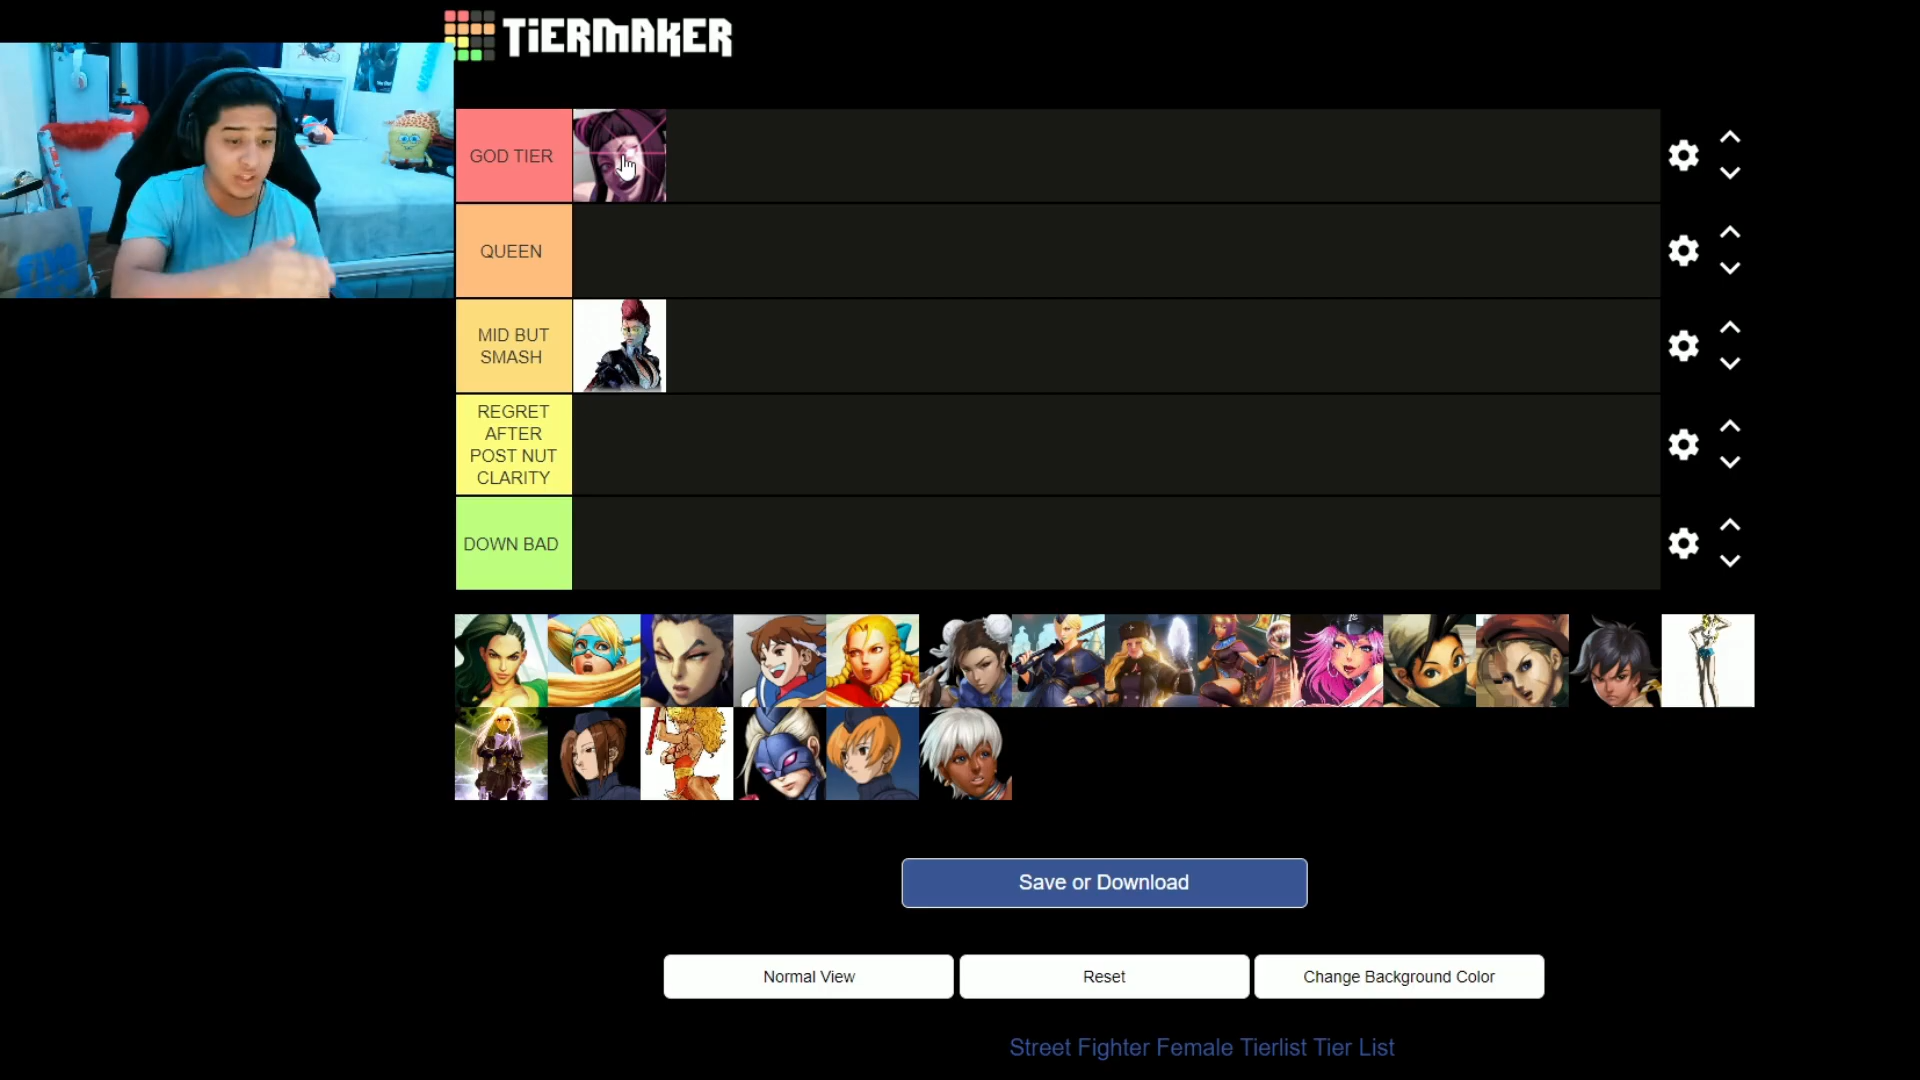 TIERMAKER
GOD TIER
QUEEN
MID BUT
SMASH
REGRET
AFTER
POST NUT
CLARITY
DOWN BAD
Save or Download
Normal View
Reset
Change Background Color
Street Fighter Female Tierlist Tier List